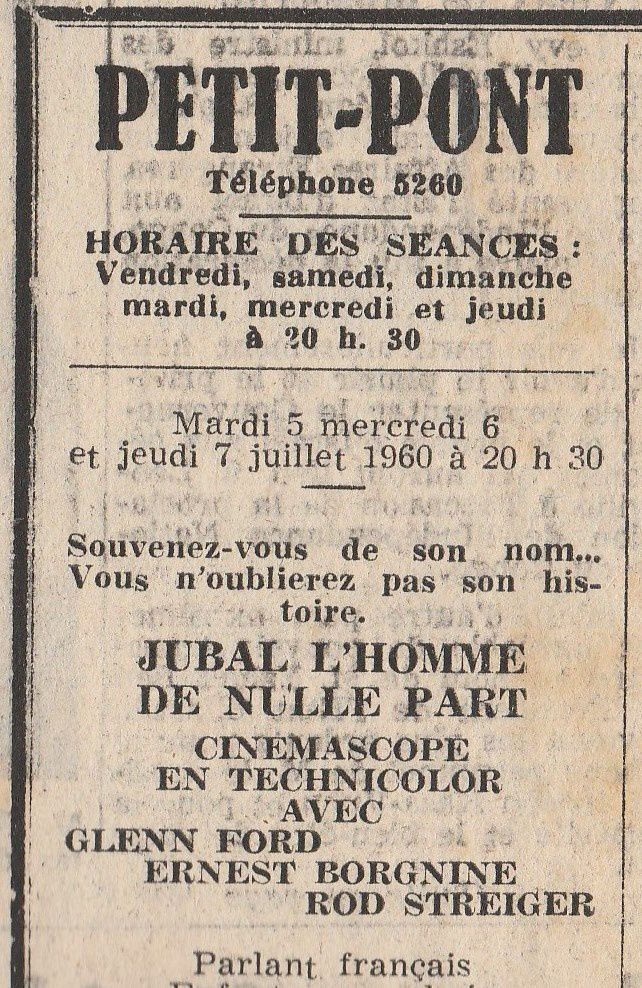 PETIT-PONT
Téléphone 5260
HORAIRE DES SEANCES :
Vendredi, samedi, dimanche
mardi, mercredi et jeudi
à 20 h. 30
Mardi 5 mercredi 6
et jeudi 7 juillet 1960 à 20 h 30
Souvenez-vous de son nom...
Vous n'oublierez pas son his-
toire.
JUBAL L'HOMME
DE NULLE PART
CINEMASCOPE
EN TECHNICOLOR
AVEC
GLENN FORD
ERNEST BORGNINE
ROD STREIGER
Parlant français